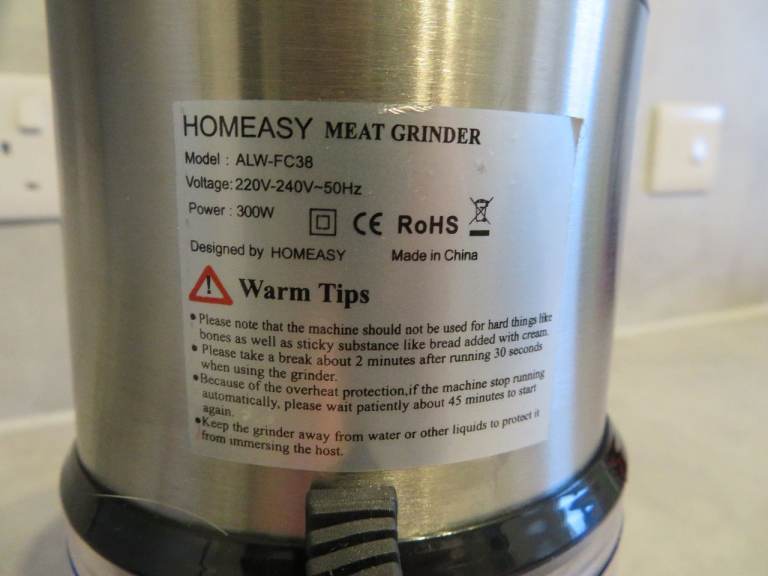 HOMEASY MEAT GRINDER
Model : ALW-FC38
Voltage: 220V-240V~50Hz
Power : 300W
CE RoHS
Designed by HOMEASY Made in China
! Warm Tips
• Please note that the machine should not be used for hard things like
bones as well as sticky substance like bread added with cream.
• Please take a break about 2 minutes after running 30 seconds
when using the grinder.
•Because of the overheat protection,if the machine stop running
automatically, please wait patiently about 45 minutes to start
again.
•Keep the grinder away from water or other liquids to protect it
from immersing the host.